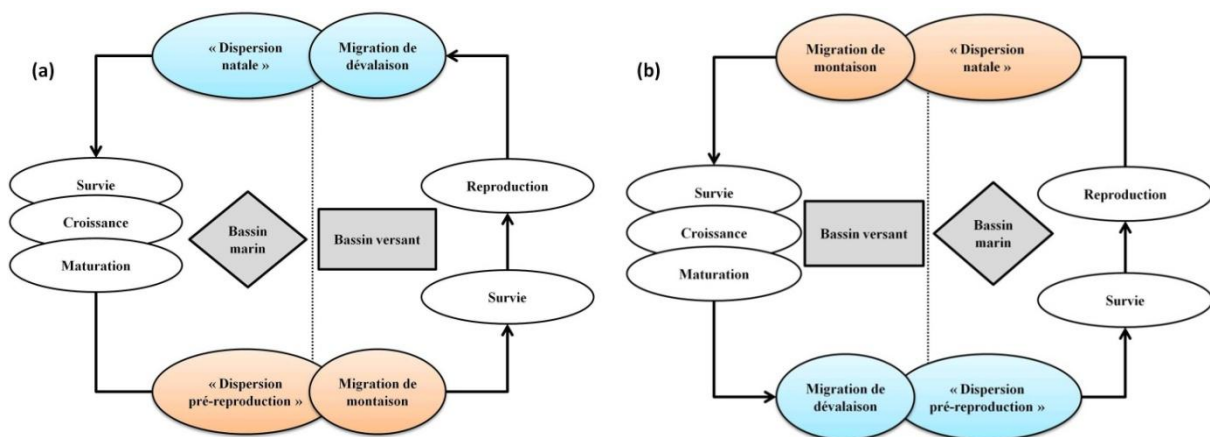 (a)
« Dispersion
natale »
Migration de
dévalaison
Survie
Croissance
Maturation
Bassin
marin
Bassin versant
Reproduction
Survie
« Dispersion
pré-reproduction »
Migration de
montaison
(b)
Migration de
montaison
« Dispersion
natale »
Survie
Croissance
Maturation
Bassin versant
Bassin
marin
Reproduction
Survie
Migration de
dévalaison
« Dispersion
pré-reproduction »